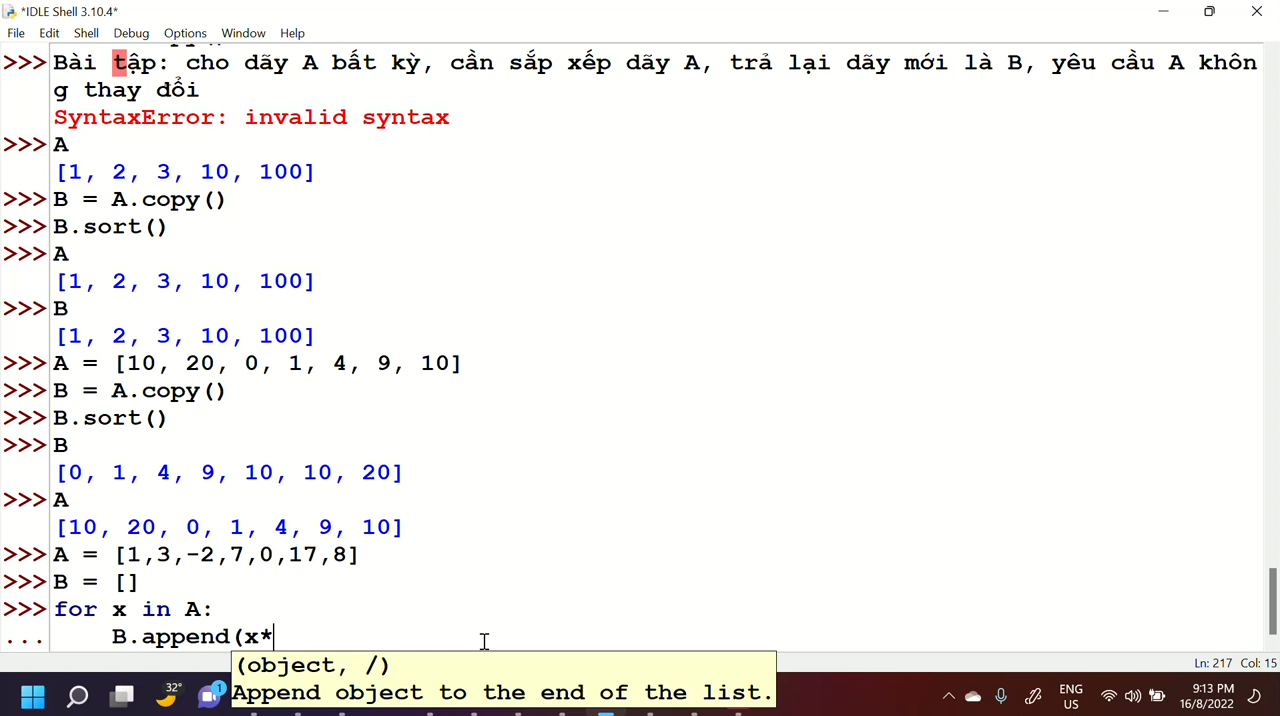 *IDLE Shell 3.10.4*
File Edit Shell Debug Options Window Help
>>> Bài tập: cho dãy A bất kỳ, cần sắp xếp dãy A, trả lại dãy mới là B, yêu cầu A khôn
g thay đổi
SyntaxError: invalid syntax
>>> A
[1, 2, 3, 10, 100]
>>> B = A.copy()
>>> B.sort()
>>> A
[1, 2, 3, 10, 100]
>>> B
[1, 2, 3, 10, 100]
>>> A = [10, 20, 0, 1, 4, 9, 10]
>>> B = A.copy()
>>> B.sort()
>>> B
[0, 1, 4, 9, 10, 10, 20]
>>> A
[10, 20, 0, 1, 4, 9, 10]
>>> A = [1,3,-2,7,0,17,8]
>>> B = []
>>> for x in A:
... B.append(x*
(object, /)
Append object to the end of the list.
Ln: 217 Col: 15
32°
1
ENG
US
9:13 PM
16/8/2022